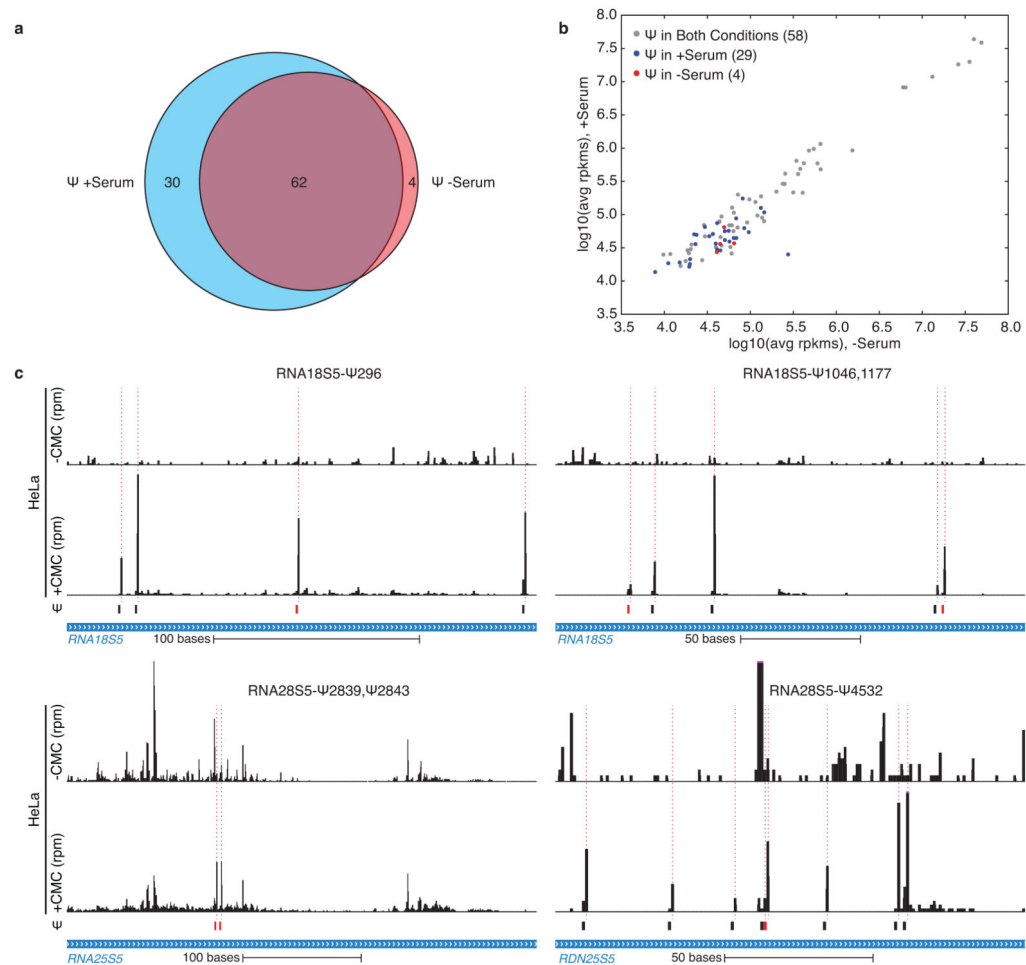 a
Ψ +Serum
30
62
4
Ψ -Serum
b
8.0
7.5
7.0
6.5
6.0
5.5
5.0
4.5
4.0
3.5
log10(avg rpkms), +Serum
Ψ in Both Conditions (58)
Ψ in +Serum (29)
Ψ in -Serum (4)
3.5 4.0 4.5 5.0 5.5 6.0 6.5 7.0 7.5 8.0
log10(avg rpkms), -Serum
c
RNA18S5-Ψ296
HeLa
-CMC (rpm)
+CMC (rpm)
Ψ
RNA18S5
100 bases
RNA18S5-Ψ1046,1177
RNA18S5
50 bases
RNA28S5-Ψ2839,Ψ2843
HeLa
-CMC (rpm)
+CMC (rpm)
Ψ
RNA25S5
100 bases
RNA28S5-Ψ4532
RDN25S5
50 bases